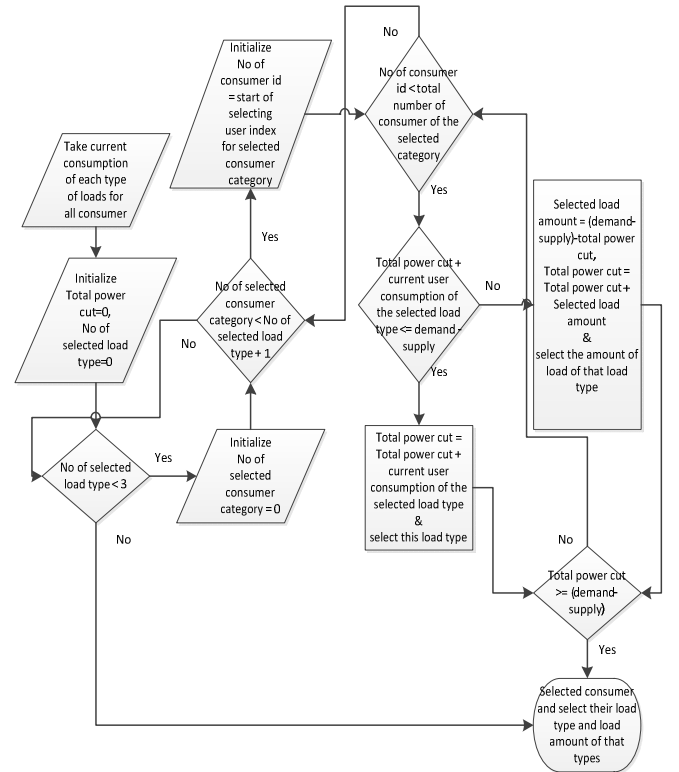 Take current
consumption
of each type
of loads for
all consumer
Initialize
Total power
cut=0,
No of
selected load
type=0
No of selected
load type < 3
Yes
No
Initialize
No of
selected
consumer
category = 0
No of selected
consumer
category < No of
selected load
type + 1
No
Yes
Initialize
No of
consumer id
= start of
selecting
user index
for selected
consumer
category
No
No of consumer
id < total
number of
consumer of the
selected
category
Yes
Total power cut +
current user
consumption of
the selected load
type <= demand-
supply
No
Yes
Total power cut =
Total power cut +
current user
consumption of the
selected load type
&
select this load type
Selected load
amount = (demand-
supply)-total power
cut,
Total power cut =
Total power cut +
Selected load
amount
&
select the amount of
load of that load
type
No
Total power cut
>= (demand-
supply)
Yes
Selected consumer
and select their load
type and load
amount of that
types